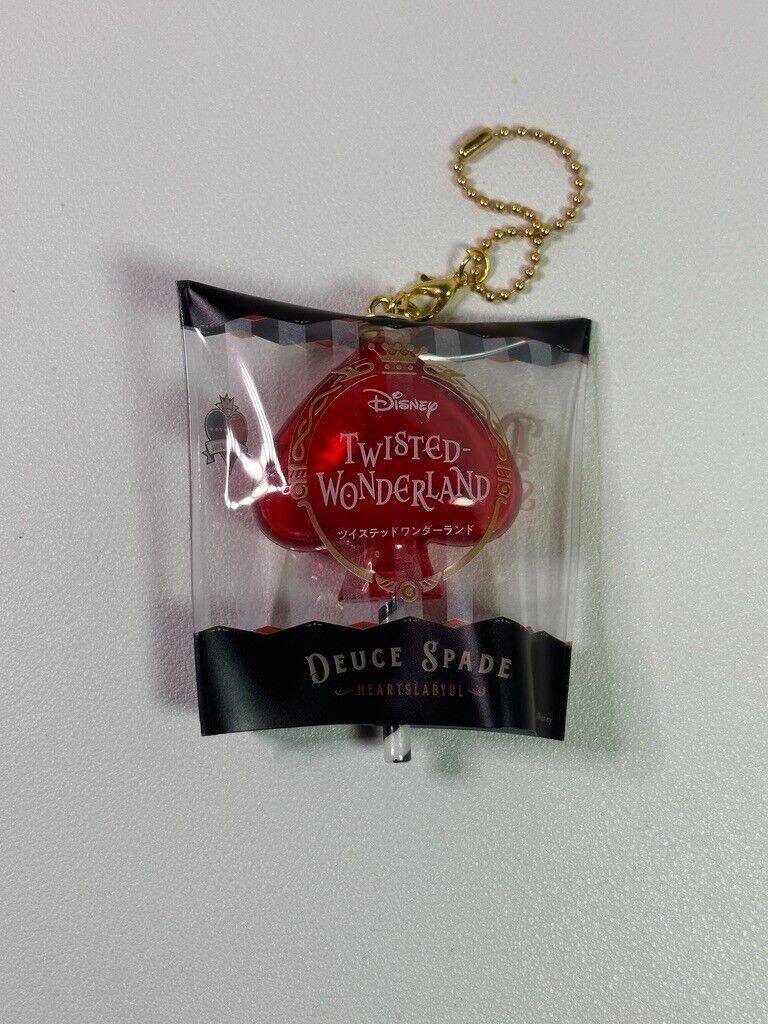 Disney
TWISTED-
WONDERLAND
ツイステッドワンダーランド
DEUCE SPADE
HEARTSLABYUL
©Disney